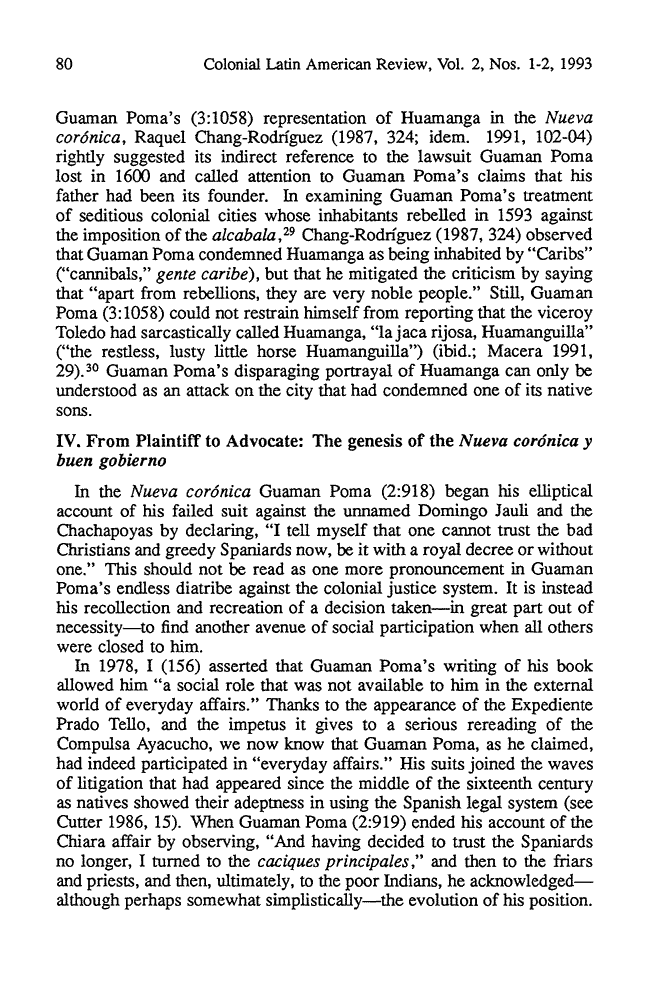 80 Colonial Latin American Review, Vol. 2, Nos. 1-2, 1993
Guaman Poma's (3:1058) representation of Huamanga in the Nueva
corónica, Raquel Chang-Rodríguez (1987, 324; idem. 1991, 102-04)
rightly suggested its indirect reference to the lawsuit Guaman Poma
lost in 1600 and called attention to Guaman Poma's claims that his
father had been its founder. In examining Guaman Poma's treatment
of seditious colonial cities whose inhabitants rebelled in 1593 against
the imposition of the alcabala,²⁹ Chang-Rodríguez (1987, 324) observed
that Guaman Poma condemned Huamanga as being inhabited by "Caribs"
("cannibals," gente caribe), but that he mitigated the criticism by saying
that "apart from rebellions, they are very noble people." Still, Guaman
Poma (3:1058) could not restrain himself from reporting that the viceroy
Toledo had sarcastically called Huamanga, "la jaca rijosa, Huamanguilla"
("the restless, lusty little horse Huamanguilla") (ibid.; Macera 1991,
29).³⁰ Guaman Poma's disparaging portrayal of Huamanga can only be
understood as an attack on the city that had condemned one of its native
sons.
IV. From Plaintiff to Advocate: The genesis of the Nueva corónica y
buen gobierno
In the Nueva corónica Guaman Poma (2:918) began his elliptical
account of his failed suit against the unnamed Domingo Jauli and the
Chachapoyas by declaring, "I tell myself that one cannot trust the bad
Christians and greedy Spaniards now, be it with a royal decree or without
one." This should not be read as one more pronouncement in Guaman
Poma's endless diatribe against the colonial justice system. It is instead
his recollection and recreation of a decision taken—in great part out of
necessity—to find another avenue of social participation when all others
were closed to him.
In 1978, I (156) asserted that Guaman Poma's writing of his book
allowed him "a social role that was not available to him in the external
world of everyday affairs." Thanks to the appearance of the Expediente
Prado Tello, and the impetus it gives to a serious rereading of the
Compulsa Ayacucho, we now know that Guaman Poma, as he claimed,
had indeed participated in "everyday affairs." His suits joined the waves
of litigation that had appeared since the middle of the sixteenth century
as natives showed their adeptness in using the Spanish legal system (see
Cutter 1986, 15). When Guaman Poma (2:919) ended his account of the
Chiara affair by observing, "And having decided to trust the Spaniards
no longer, I turned to the caciques principales," and then to the friars
and priests, and then, ultimately, to the poor Indians, he acknowledged—
although perhaps somewhat simplistically—the evolution of his position.